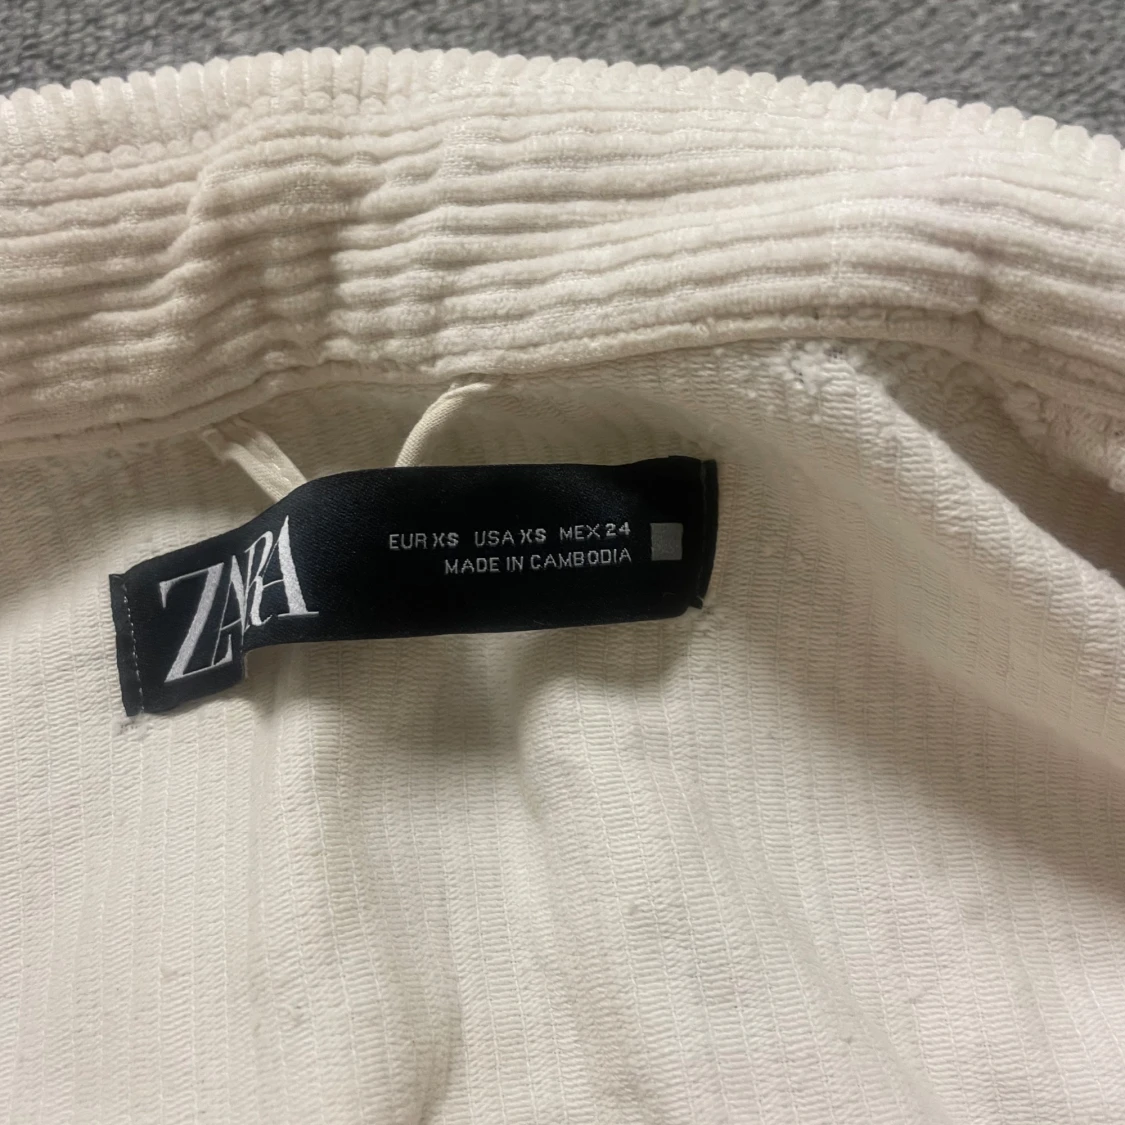 ZARA
EUR XS USA XS MEX 24
MADE IN CAMBODIA